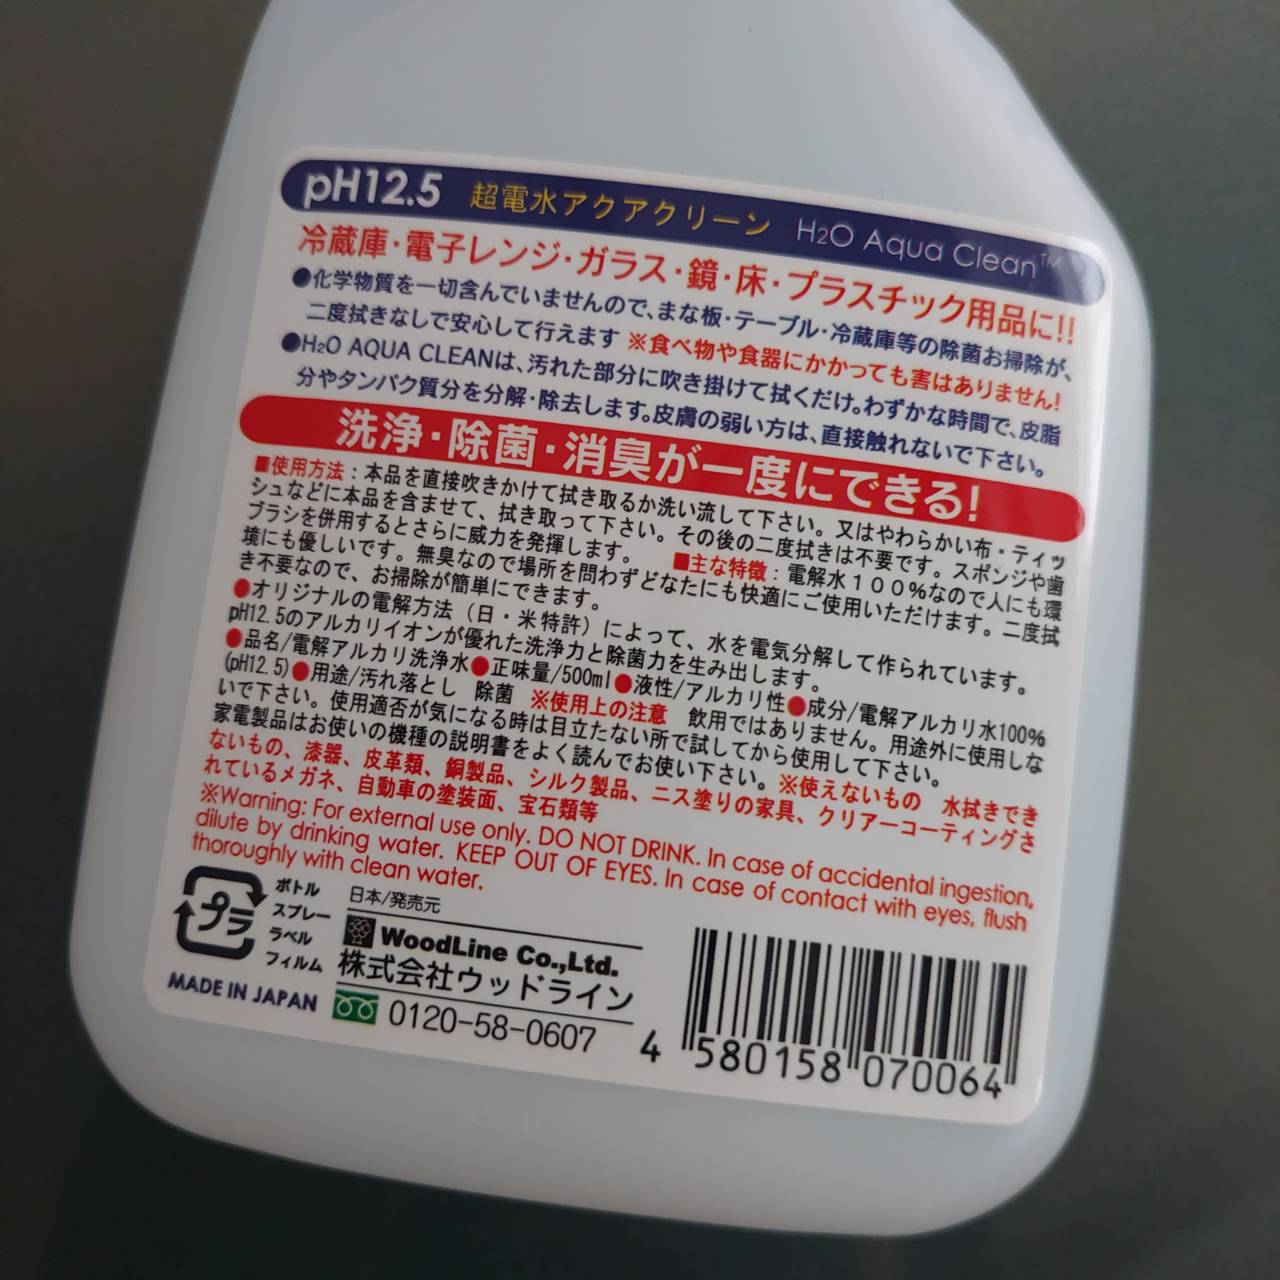 pH12.5 超電水アクアクリーン H2O Aqua Clean™
冷蔵庫・電子レンジ・ガラス・鏡・床・プラスチック用品に!!
●化学物質を一切含んでいませんので、まな板・テーブル・冷蔵庫等の除菌お掃除が、
二度拭きなしで安心して行えます ※食べ物や食器にかかっても害はありません!
●H2O AQUA CLEANは、汚れた部分に吹き掛けて拭くだけ。わずかな時間で、皮脂
分やタンパク質分を分解・除去します。皮膚の弱い方は、直接触れないで下さい。
洗浄・除菌・消臭が一度にできる!
■使用方法：本品を直接吹きかけて拭き取るか洗い流して下さい。又はやわらかい布・ティッ
シュなどに本品を含ませて、拭き取って下さい。その後の二度拭きは不要です。スポンジや歯
ブラシを併用するとさらに威力を発揮します。 ■主な特徴：電解水１００％なので人にも環
境にも優しいです。無臭なので場所を問わずどなたにも快適にご使用いただけます。二度拭
き不要なので、お掃除が簡単にできます。
●オリジナルの電解方法（日・米特許）によって、水を電気分解して作られています。
pH12.5のアルカリイオンが優れた洗浄力と除菌力を生み出します。
●品名/電解アルカリ洗浄水●正味量/500ml●液性/アルカリ性●成分/電解アルカリ水100%
(pH12.5)●用途/汚れ落とし 除菌 ※使用上の注意 飲用ではありません。用途外に使用しな
いで下さい。使用適否が気になる時は目立たない所で試してから使用して下さい。
家電製品はお使いの機種の説明書をよく読んでお使い下さい。※使えないもの 水拭きでき
ないもの、漆器、皮革類、銅製品、シルク製品、ニス塗りの家具、クリアーコーティングさ
れているメガネ、自動車の塗装面、宝石類等
※Warning: For external use only. DO NOT DRINK. In case of accidental ingestion,
dilute by drinking water. KEEP OUT OF EYES. In case of contact with eyes, flush
thoroughly with clean water.
プラ
ボトル
スプレー
ラベル
フィルム
MADE IN JAPAN
日本/発売元
WoodLine Co.,Ltd.
株式会社ウッドライン
0120-58-0607
4 580158 070064